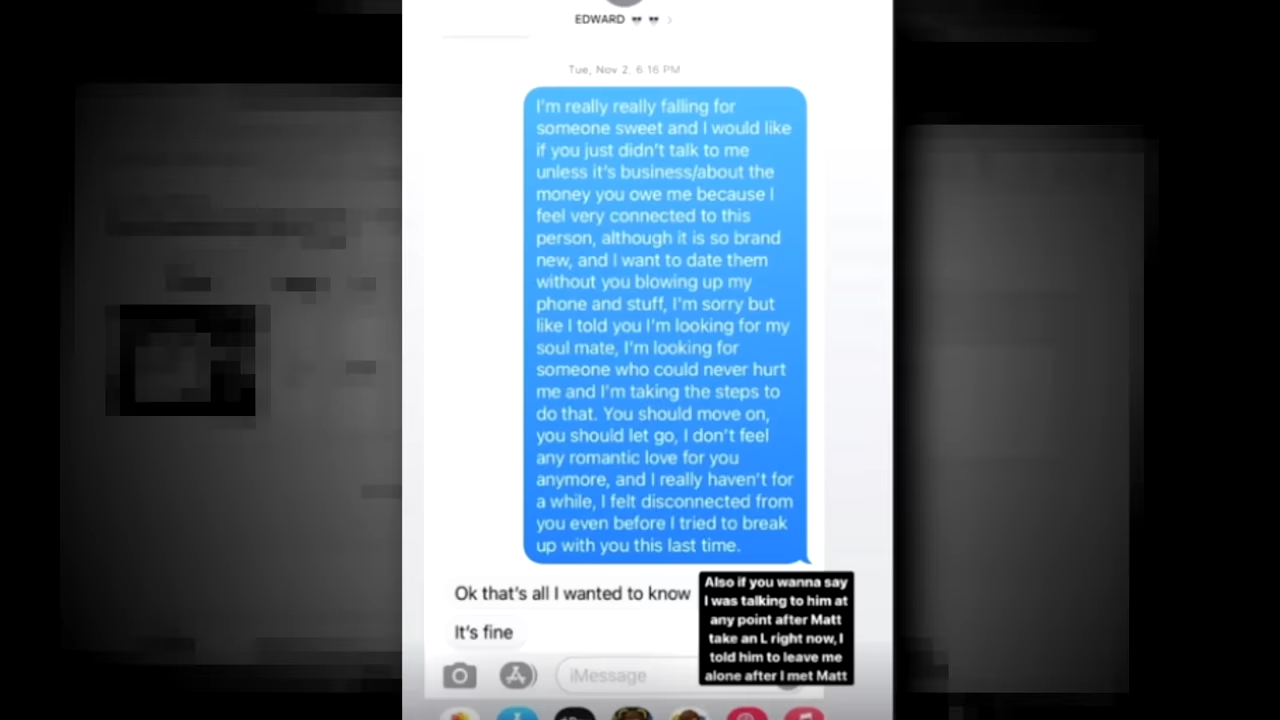 EDWARD
Tue, Nov 2, 6:16 PM
I'm really really falling for
someone sweet and I would like
if you just didn't talk to me
unless it's business/about the
money you owe me because I
feel very connected to this
person, although it is so brand
new, and I want to date them
without you blowing up my
phone and stuff, I'm sorry but
like I told you I'm looking for my
soul mate, I'm looking for
someone who could never hurt
me and I'm taking the steps to
do that. You should move on,
you should let go, I don't feel
any romantic love for you
anymore, and I really haven't for
a while, I felt disconnected from
you even before I tried to break
up with you this last time.
Ok that's all I wanted to know
It's fine
Also if you wanna say
I was talking to him at
any point after Matt
take an L right now, I
told him to leave me
alone after I met Matt
iMessage